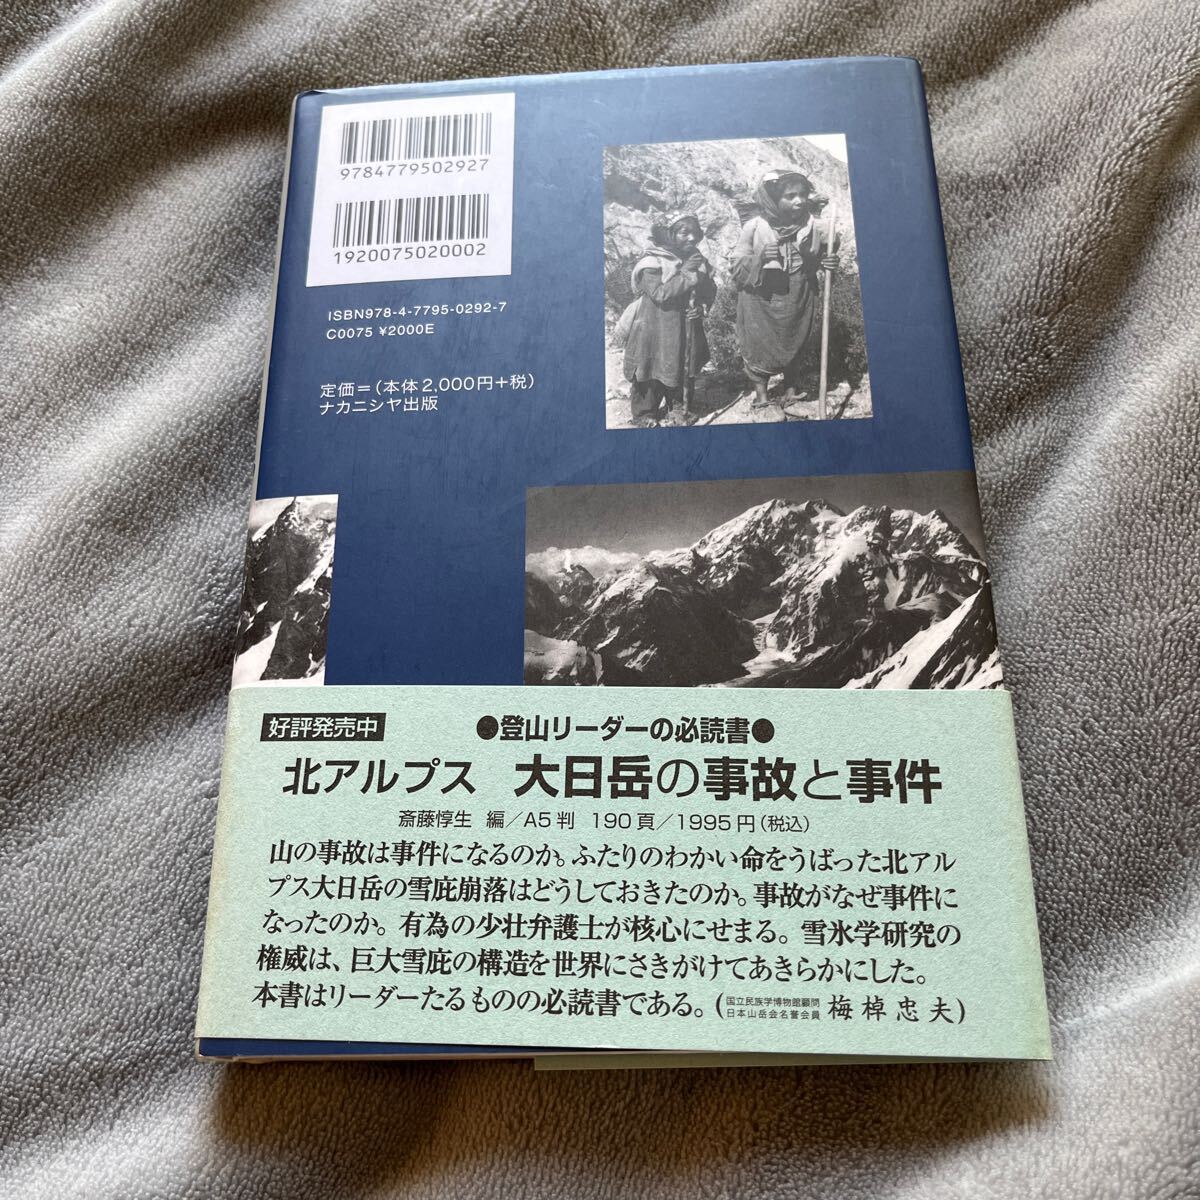 9784779502927
1920075020002
ISBN978-4-7795-0292-7
C0075 ¥2000E
定価=(本体2,000円+税)
ナカニシヤ出版
好評発売中
●登山リーダーの必読書●
北アルプス 大日岳の事故と事件
斎藤惇生 編/A5判 190頁/1995円(税込)
山の事故は事件になるのか。ふたりのわかい命をうばった北アル
プス大日岳の雪庇崩落はどうしておきたのか。事故がなぜ事件に
なったのか。有為の少壮弁護士が核心にせまる。雪氷学研究の
権威は、巨大雪庇の構造を世界にさきがけてあきらかにした。
本書はリーダーたるものの必読書である。(国立民族学博物館顧問 日本山岳会名誉会員 梅棹忠夫)